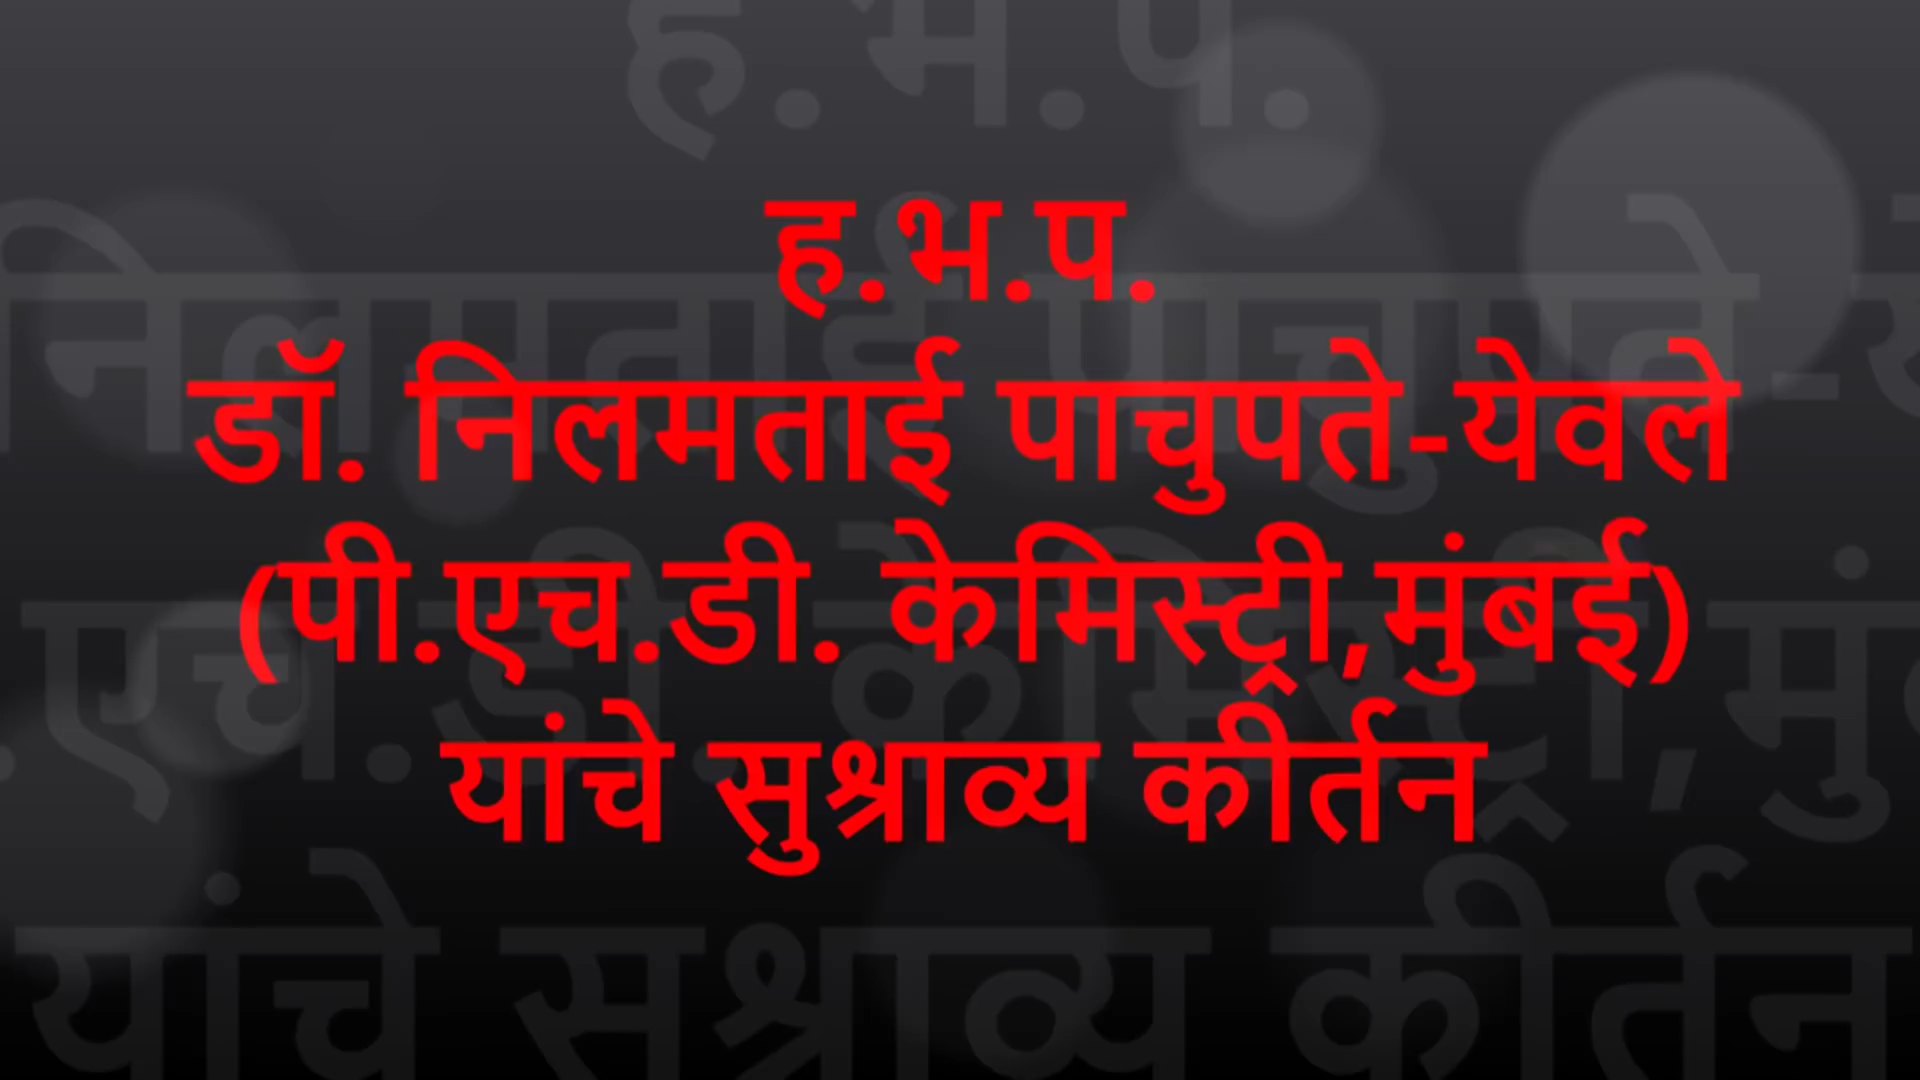 ह.भ.प.
डॉ. निलमताई पाचुपते-येवले
(पी.एच.डी. केमिस्ट्री,मुंबई)
यांचे सुश्राव्य कीर्तन